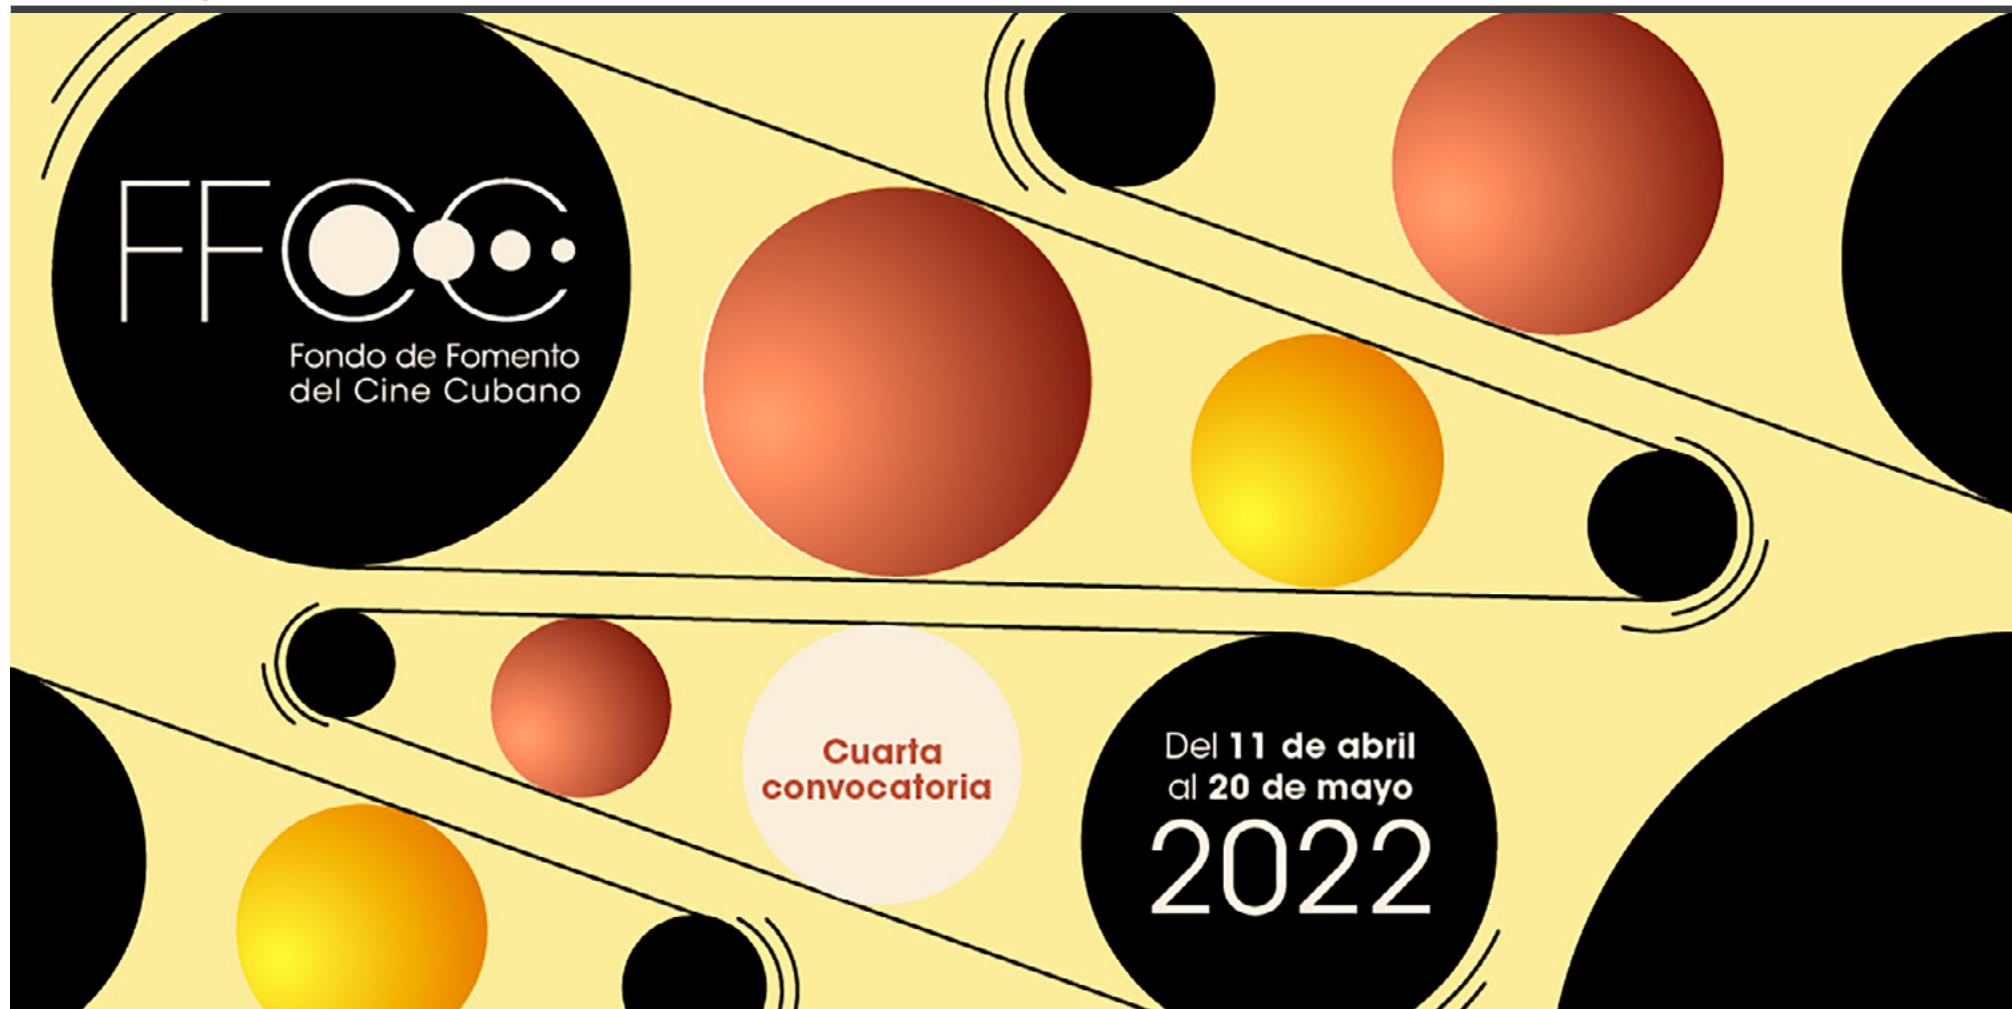 FFCC
Fondo de Fomento
del Cine Cubano
Cuarta
convocatoria
Del 11 de abril
al 20 de mayo
2022